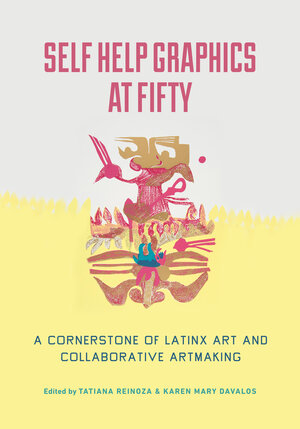 SELF HELP GRAPHICS
AT FIFTY
A CORNERSTONE OF LATINX ART AND
COLLABORATIVE ARTMAKING
Edited by TATIANA REINOZA & KAREN MARY DAVALOS